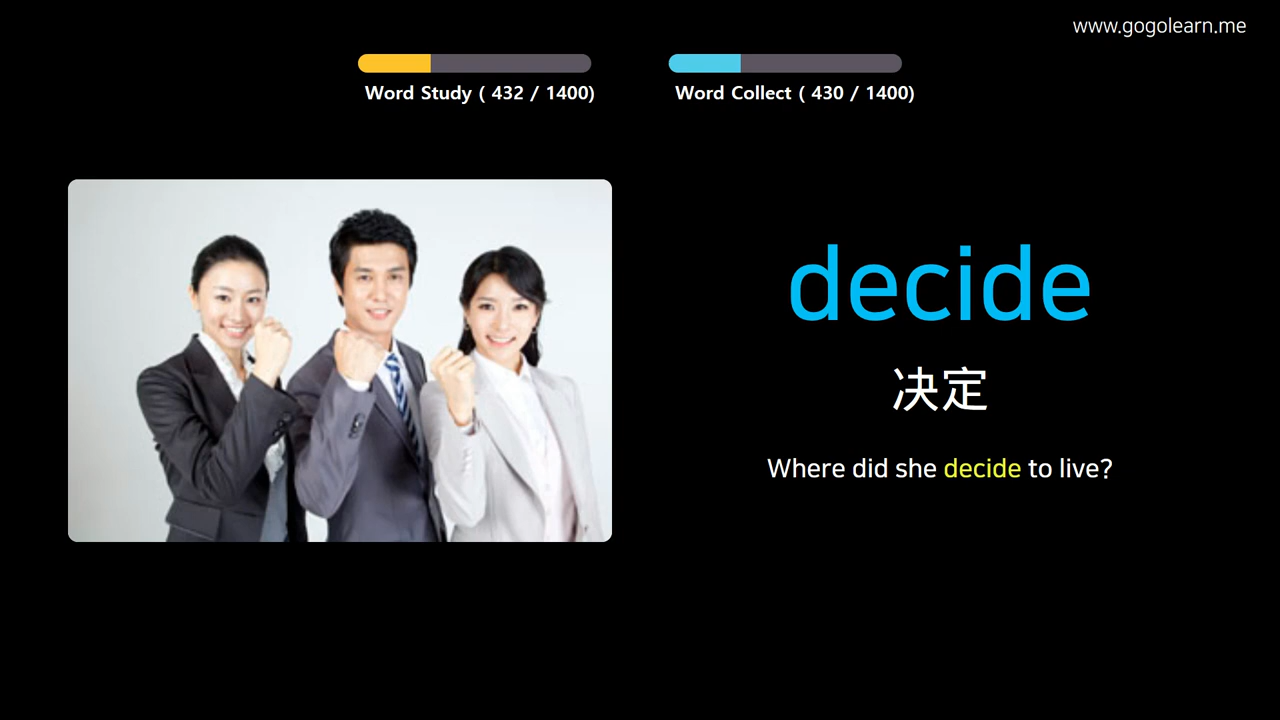 www.gogolearn.me
Word Study ( 432 / 1400)
Word Collect ( 430 / 1400)
decide
决定
Where did she decide to live?